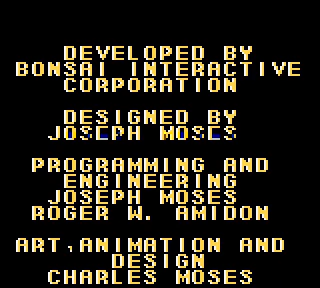 DEVELOPED BY
BONSAI INTERACTIVE
CORPORATION
DESIGNED BY
JOSEPH MOSES
PROGRAMMING AND
ENGINEERING
JOSEPH MOSES
ROGER W. AMIDON
ART,ANIMATION AND
DESIGN
CHARLES MOSES